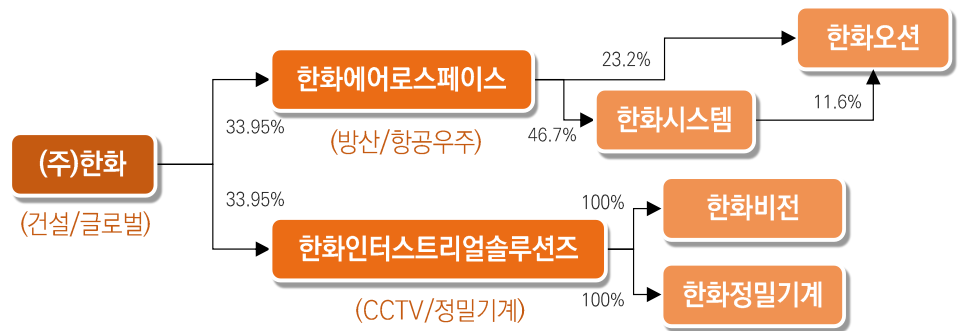 한화오션
한화에어로스페이스
23.2%
33.95%
(방산/항공우주)
46.7%
한화시스템
11.6%
(주)한화
(건설/글로벌)
33.95%
한화인터스트리얼솔루션즈
(CCTV/정밀기계)
100%
한화비전
100%
한화정밀기계